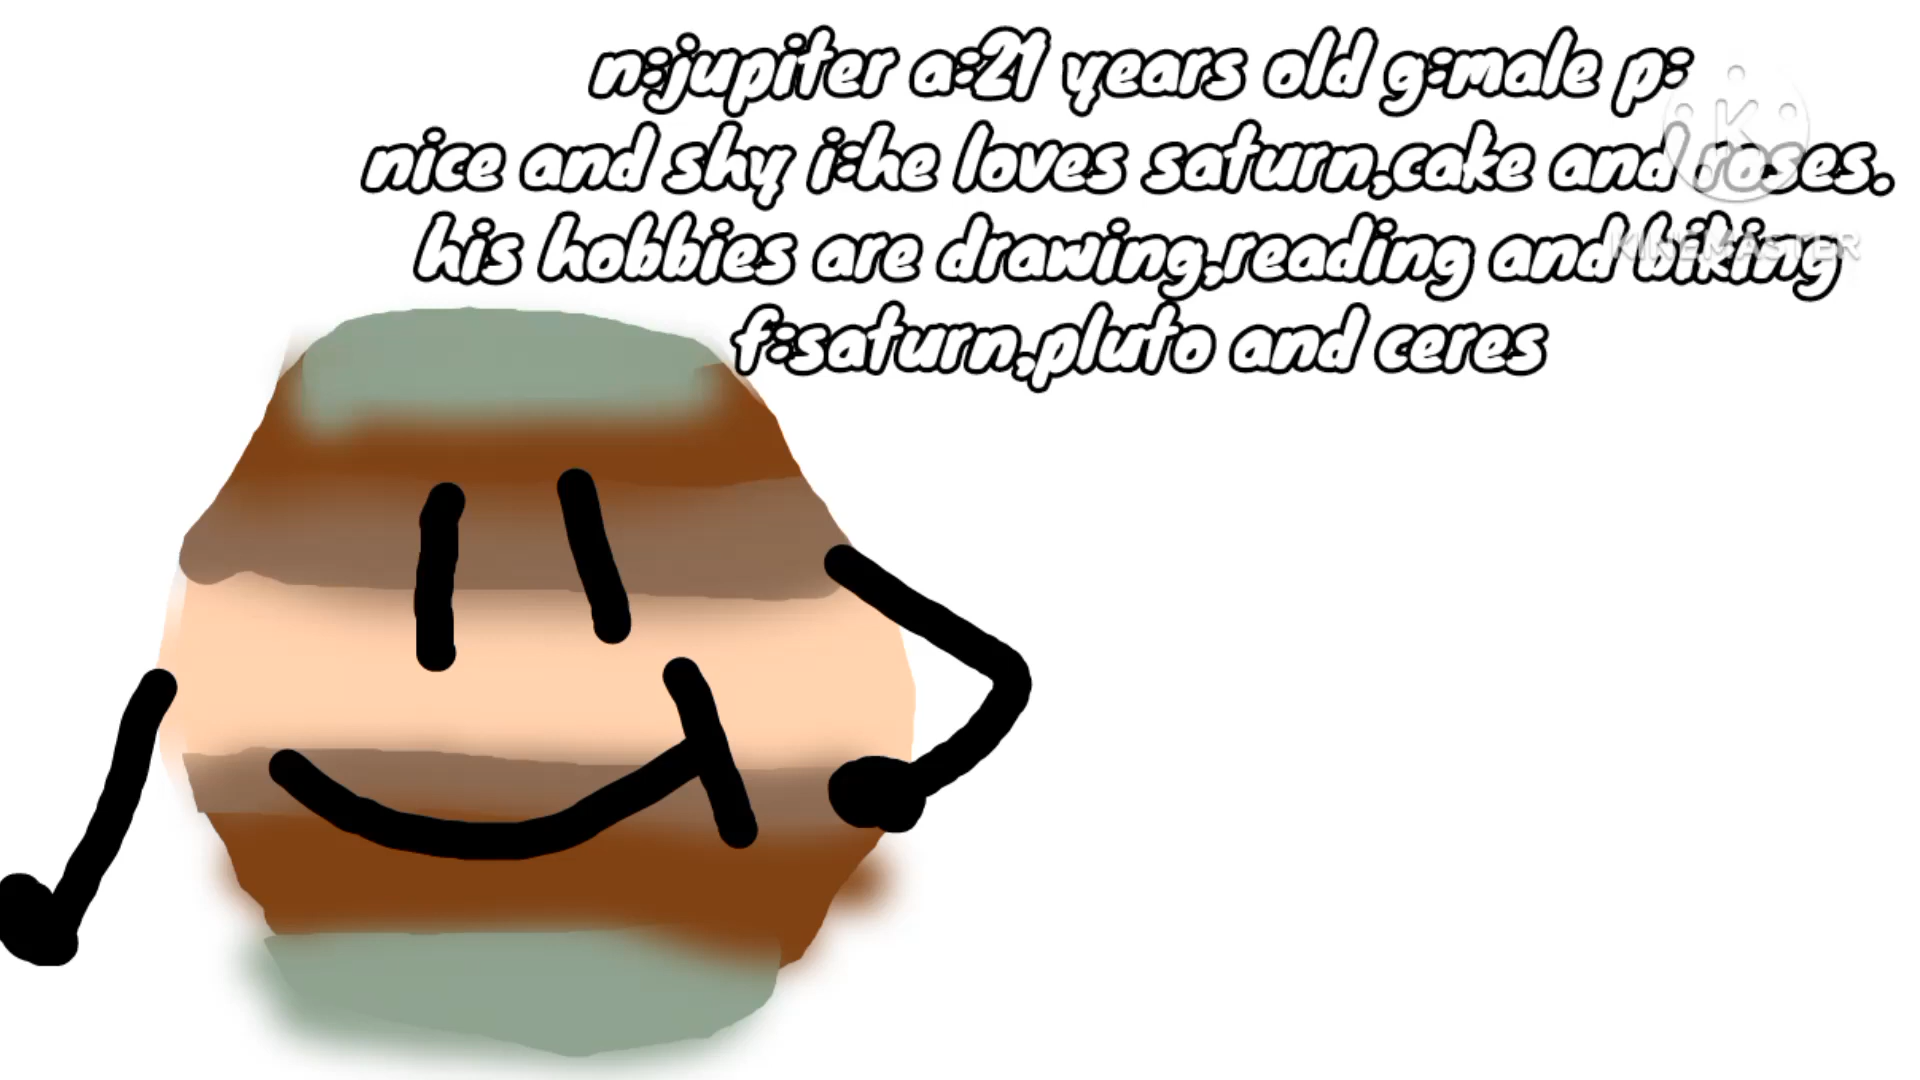 n:jupiter a:21 years old g:male p:
nice and shy i:he loves saturn,cake and roses.
his hobbies are drawing,reading and biking
f:saturn,pluto and ceres
K
KINEMASTER